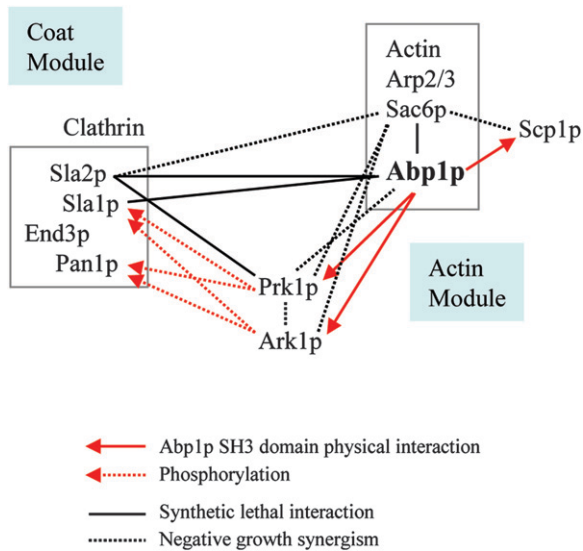 Coat
Module
Actin
Arp2/3
Sac6p
Scp1p
Clathrin
Sla2p
Abp1p
Sla1p
End3p
Pan1p
Prk1p
Actin
Module
Ark1p
Abp1p SH3 domain physical interaction
Phosphorylation
Synthetic lethal interaction
Negative growth synergism